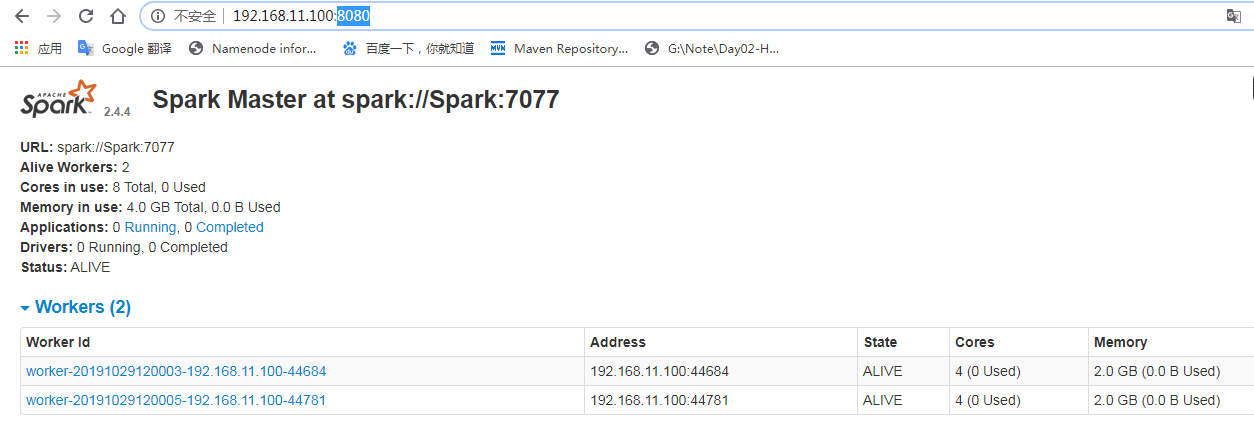 不安全 | 192.168.11.100:8080
应用 Google 翻译 Namenode infor... 百度一下，你就知道 MVN Maven Repository... G:\Note\Day02-H...
APACHE Spark 2.4.4 Spark Master at spark://Spark:7077
URL: spark://Spark:7077
Alive Workers: 2
Cores in use: 8 Total, 0 Used
Memory in use: 4.0 GB Total, 0.0 B Used
Applications: 0 Running, 0 Completed
Drivers: 0 Running, 0 Completed
Status: ALIVE
Workers (2)
Worker Id Address State Cores Memory
worker-20191029120003-192.168.11.100-44684 192.168.11.100:44684 ALIVE 4 (0 Used) 2.0 GB (0.0 B Used)
worker-20191029120005-192.168.11.100-44781 192.168.11.100:44781 ALIVE 4 (0 Used) 2.0 GB (0.0 B Used)